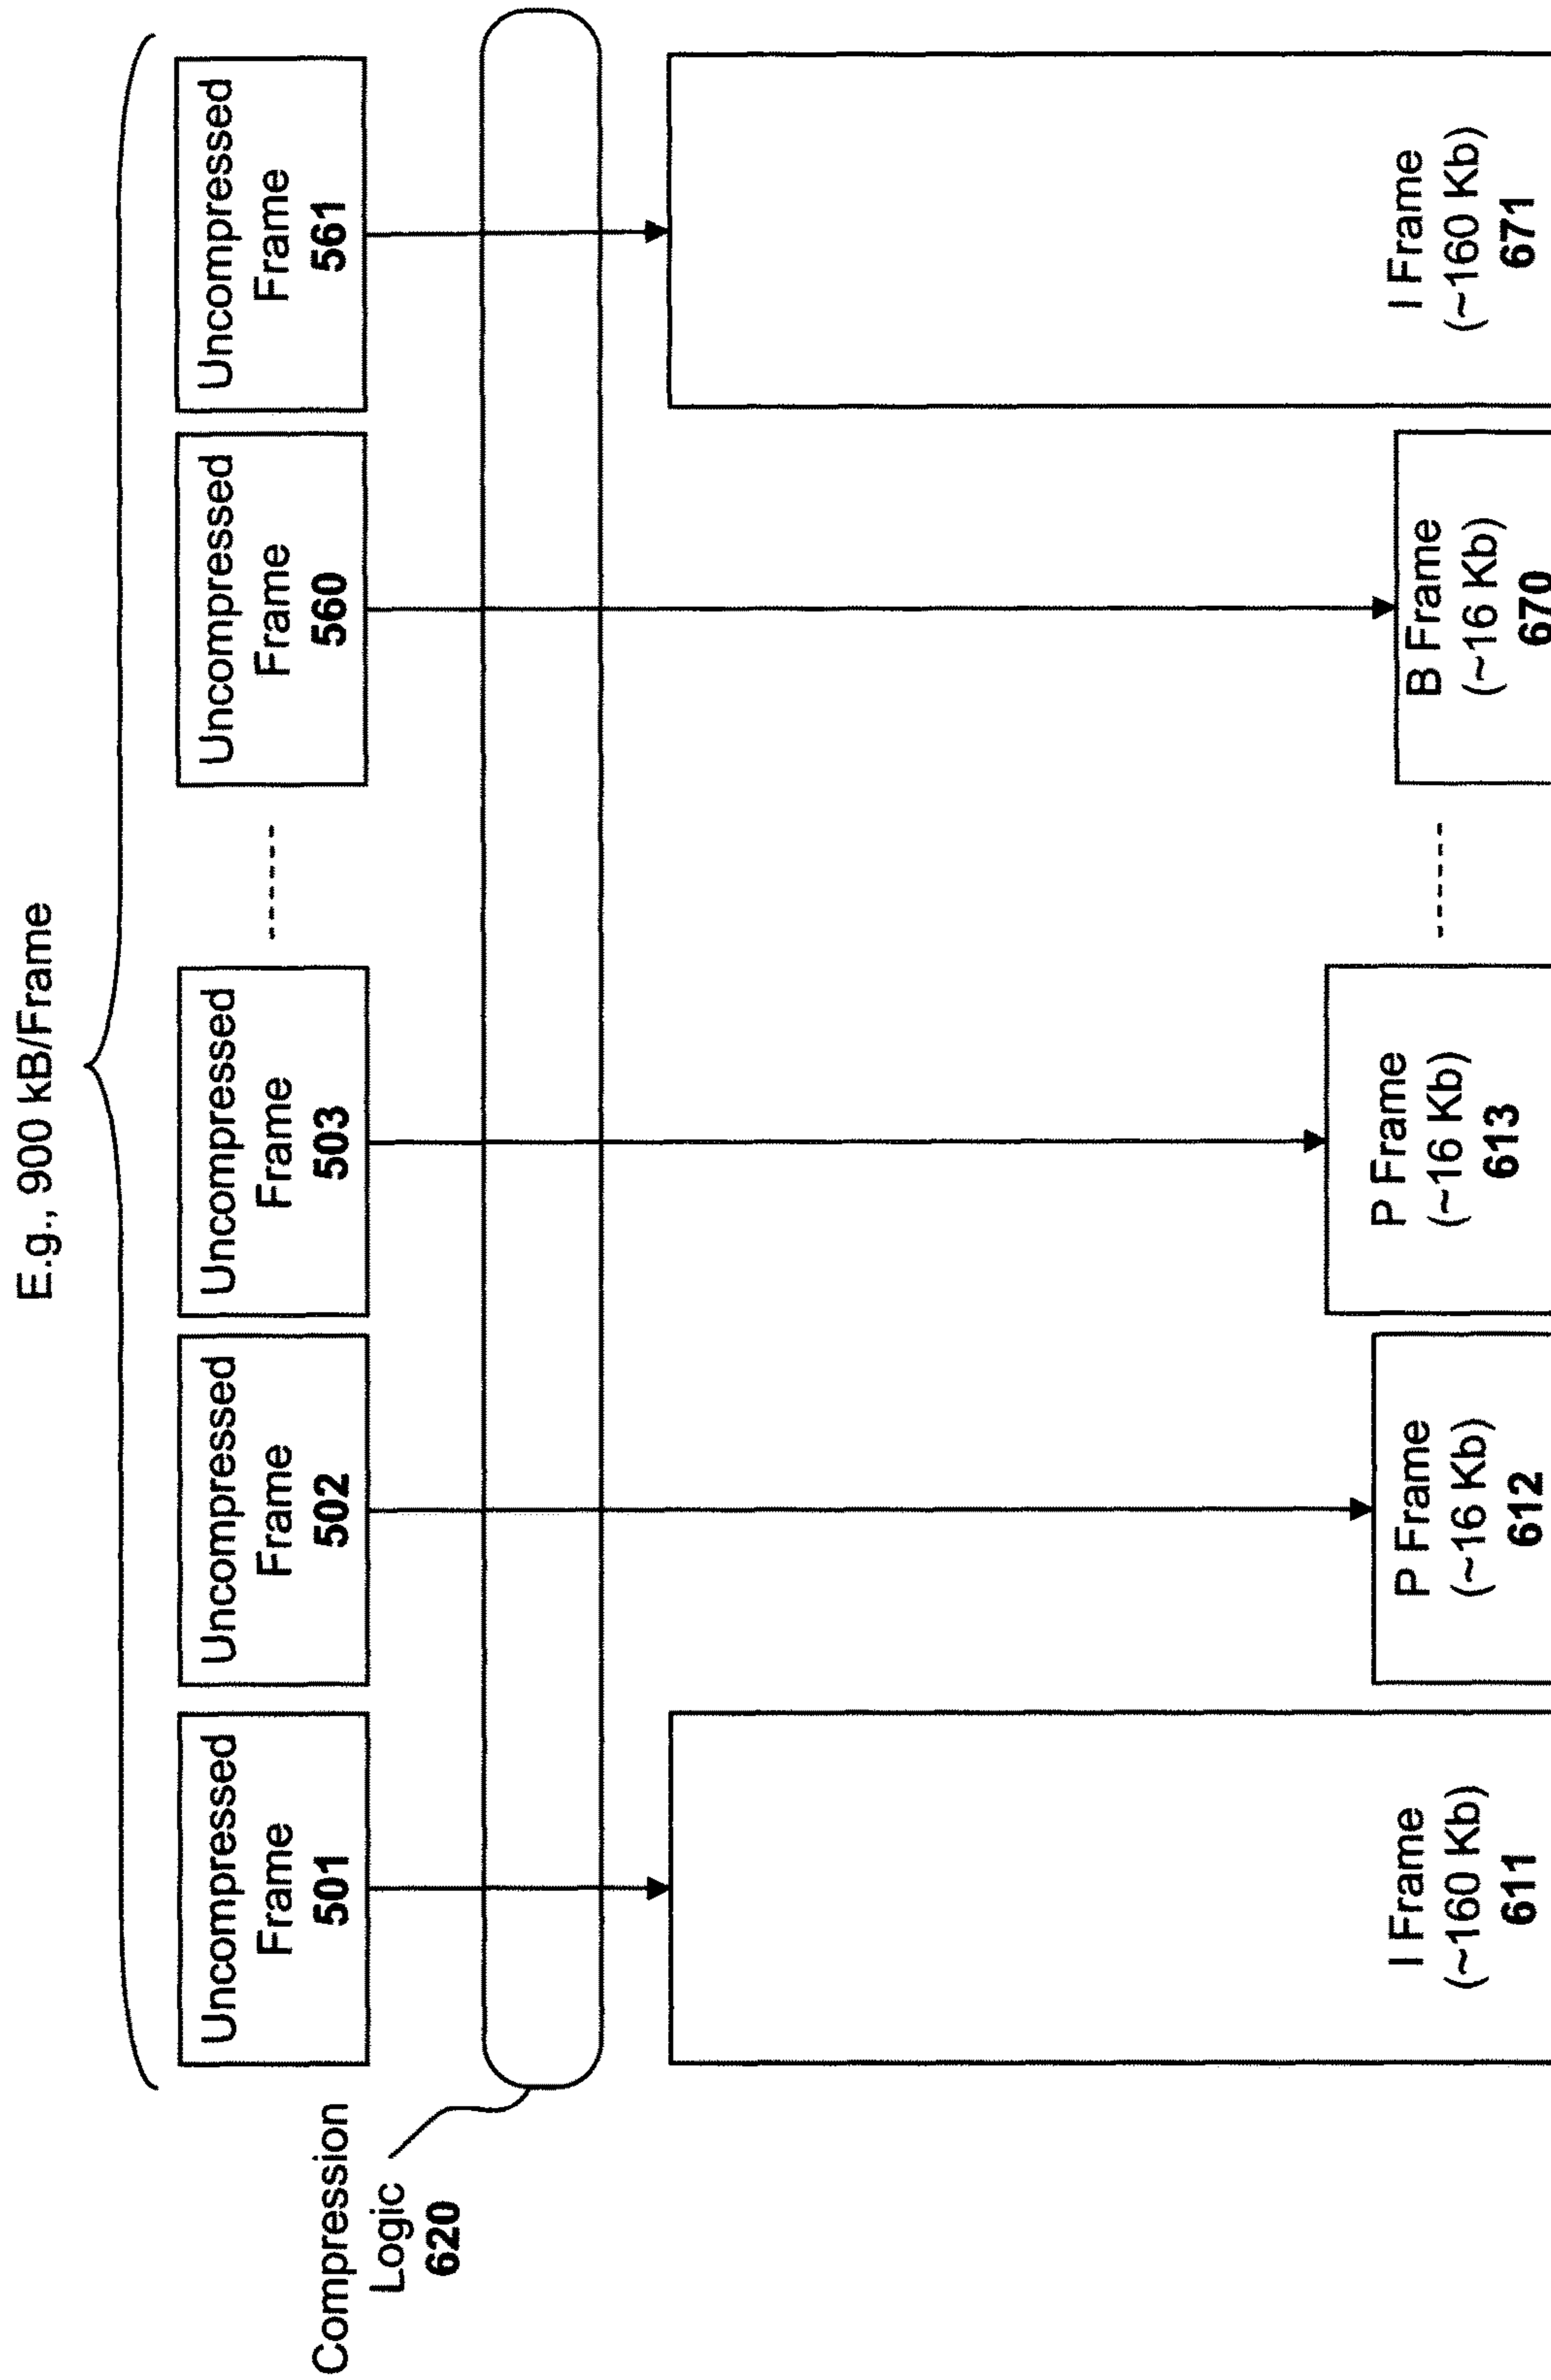 E.g., 900 kB/Frame
Uncompressed
Frame
501
Uncompressed
Frame
502
Uncompressed
Frame
503
------
Uncompressed
Frame
560
Uncompressed
Frame
561
Compression
Logic
620
I Frame
(~160 Kb)
611
P Frame
(~16 Kb)
612
P Frame
(~16 Kb)
613
------
B Frame
(~16 Kb)
670
I Frame
(~160 Kb)
671